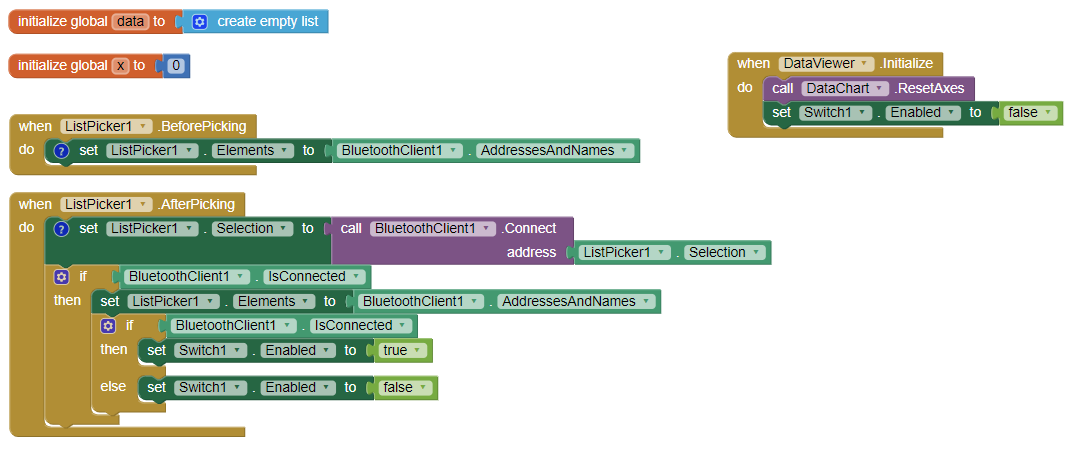 initialize global data to create empty list
initialize global x to 0
when DataViewer .Initialize
do call DataChart .ResetAxes
set Switch1 . Enabled to false
when ListPicker1 .BeforePicking
do ? set ListPicker1 . Elements to BluetoothClient1 . AddressesAndNames
when ListPicker1 .AfterPicking
do ? set ListPicker1 . Selection to call BluetoothClient1 .Connect
address ListPicker1 . Selection
if BluetoothClient1 . IsConnected
then set ListPicker1 . Elements to BluetoothClient1 . AddressesAndNames
if BluetoothClient1 . IsConnected
then set Switch1 . Enabled to true
else set Switch1 . Enabled to false